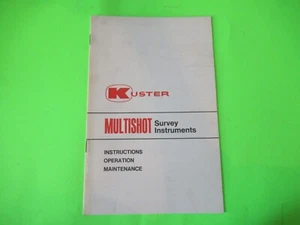 KUSTER
MULTISHOT Survey
Instruments
INSTRUCTIONS
OPERATION
MAINTENANCE